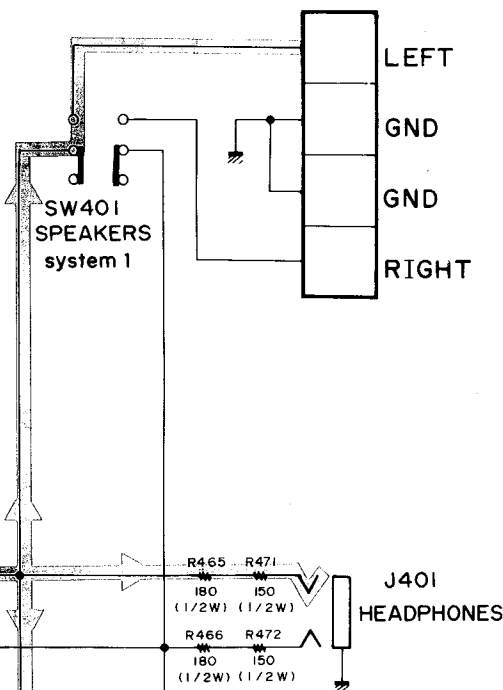 LEFT
GND
GND
RIGHT
SW401
SPEAKERS
system 1
R465 R471
180 150
(1/2W) (1/2W)
J401
HEADPHONES
R466 R472
180 150
(1/2W) (1/2W)